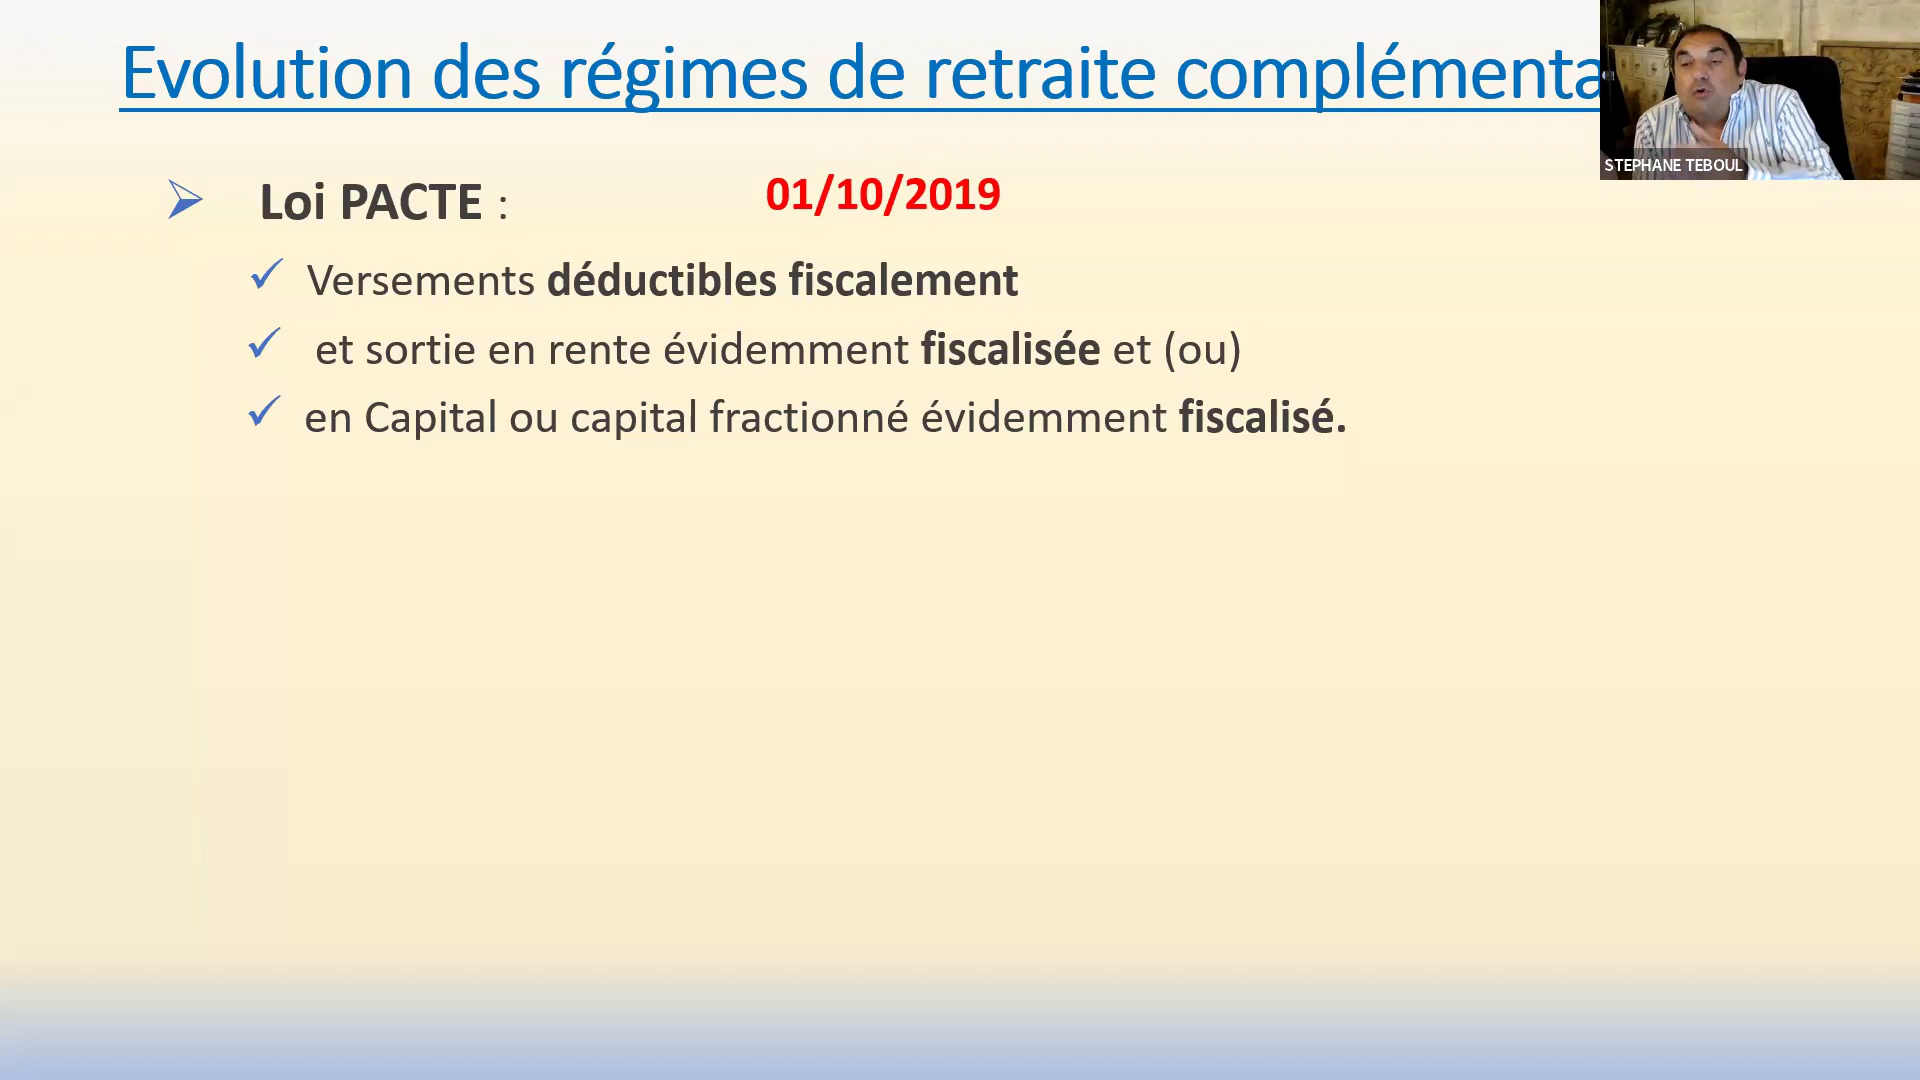 Evolution des régimes de retraite complémenta
STEPHANE TEBOUL
Loi PACTE :
01/10/2019
Versements déductibles fiscalement
et sortie en rente évidemment fiscalisée et (ou)
en Capital ou capital fractionné évidemment fiscalisé.